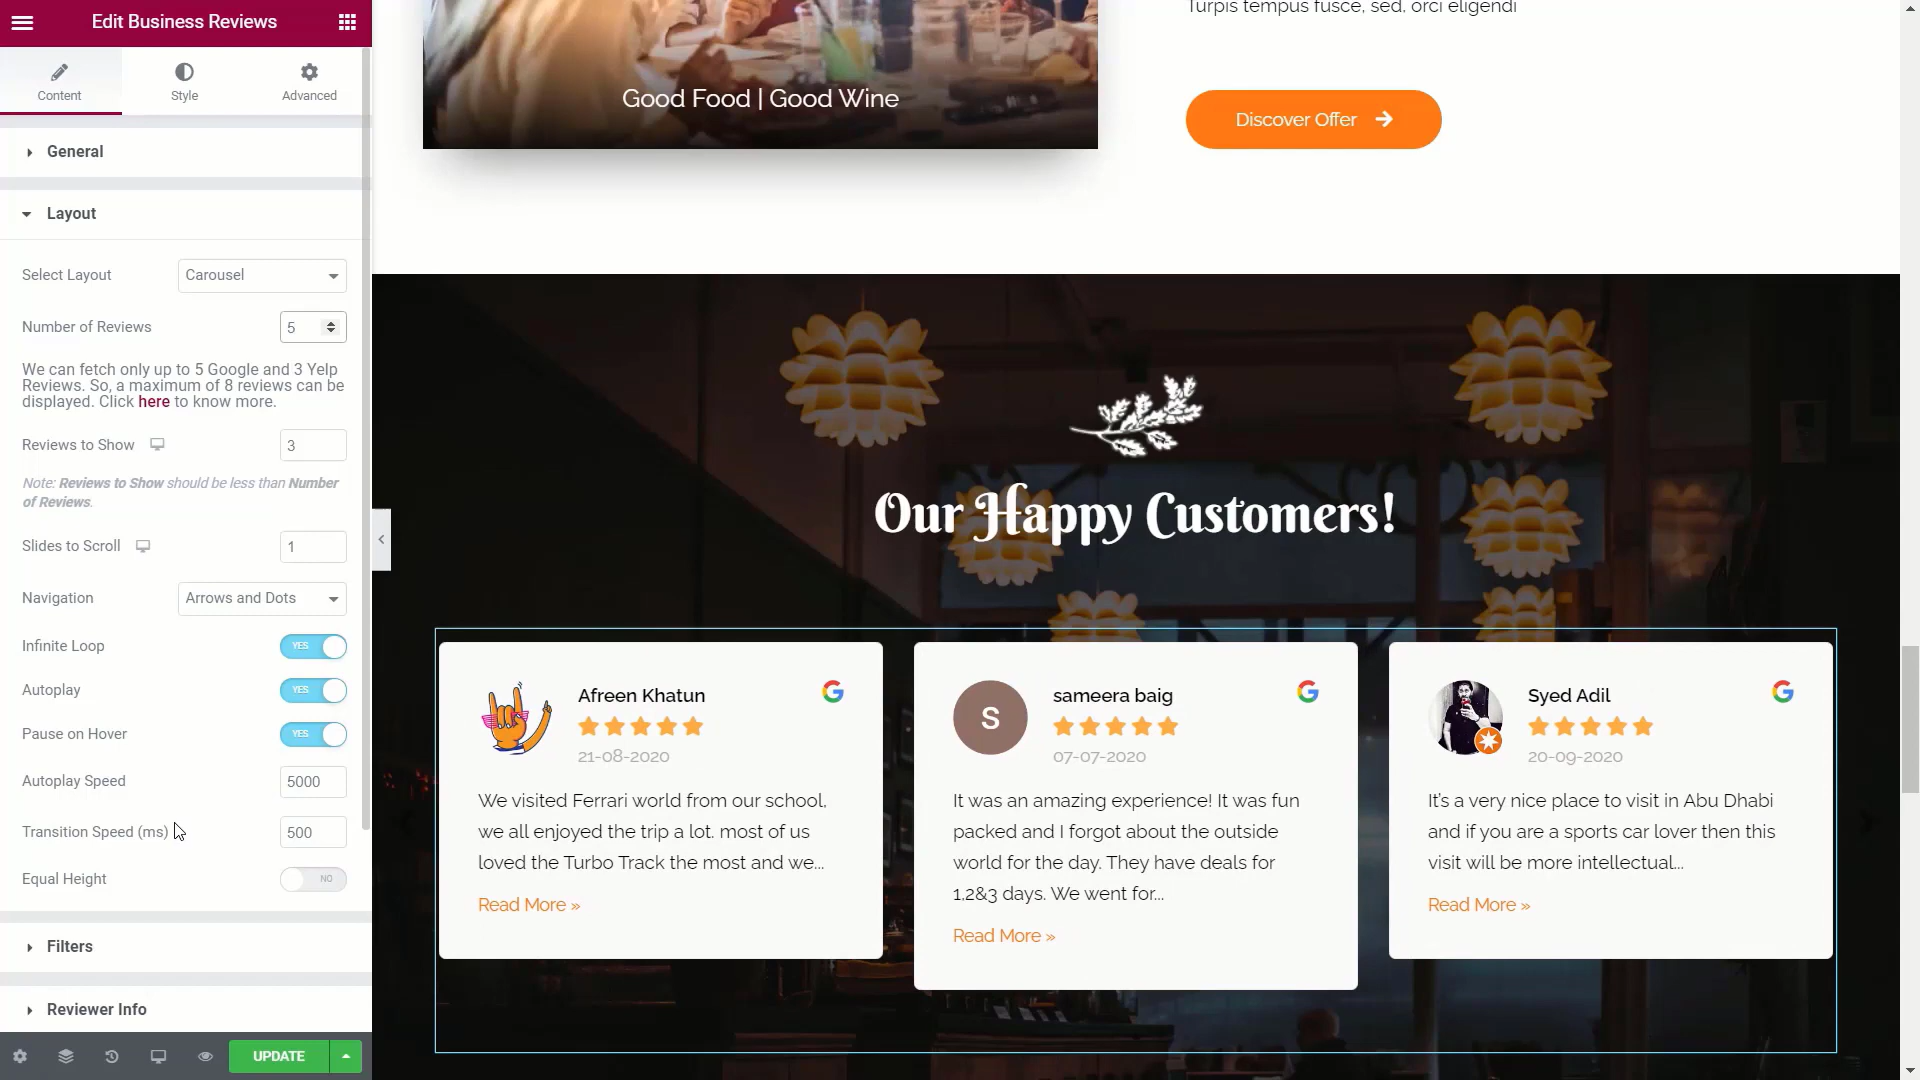 Edit Business Reviews
Content
Style
Advanced
General
Layout
Select Layout
Carousel
Number of Reviews
5
We can fetch only up to 5 Google and 3 Yelp
Reviews. So, a maximum of 8 reviews can be
displayed. Click here to know more.
Reviews to Show
3
Note: Reviews to Show should be less than Number
of Reviews.
Slides to Scroll
1
Navigation
Arrows and Dots
Infinite Loop
YES
Autoplay
YES
Pause on Hover
YES
Autoplay Speed
5000
Transition Speed (ms)
500
Equal Height
NO
Filters
Reviewer Info
UPDATE
Turpis tempus fusce, sed, orci eligendi
Good Food | Good Wine
Discover Offer
Our Happy Customers!
Afreen Khatun
21-08-2020
We visited Ferrari world from our school,
we all enjoyed the trip a lot. most of us
loved the Turbo Track the most and we...
Read More »
S
sameera baig
07-07-2020
It was an amazing experience! It was fun
packed and I forgot about the outside
world for the day. They have deals for
1,2&3 days. We went for...
Read More »
Syed Adil
20-09-2020
It's a very nice place to visit in Abu Dhabi
and if you are a sports car lover then this
visit will be more intellectual...
Read More »